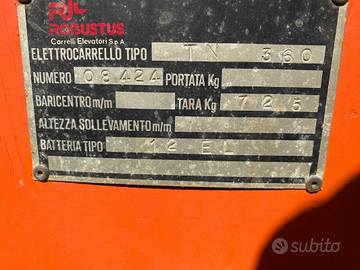 ROBUSTUS
Carrelli Elevatori S.p.A.
ELETTROCARRELLO TIPO TN 360
NUMERO 08424 PORTATA Kg
BARICENTRO m/m TARA Kg 725
ALTEZZA SOLLEVAMENTO m/m
BATTERIA TIPO 12 EL
subito